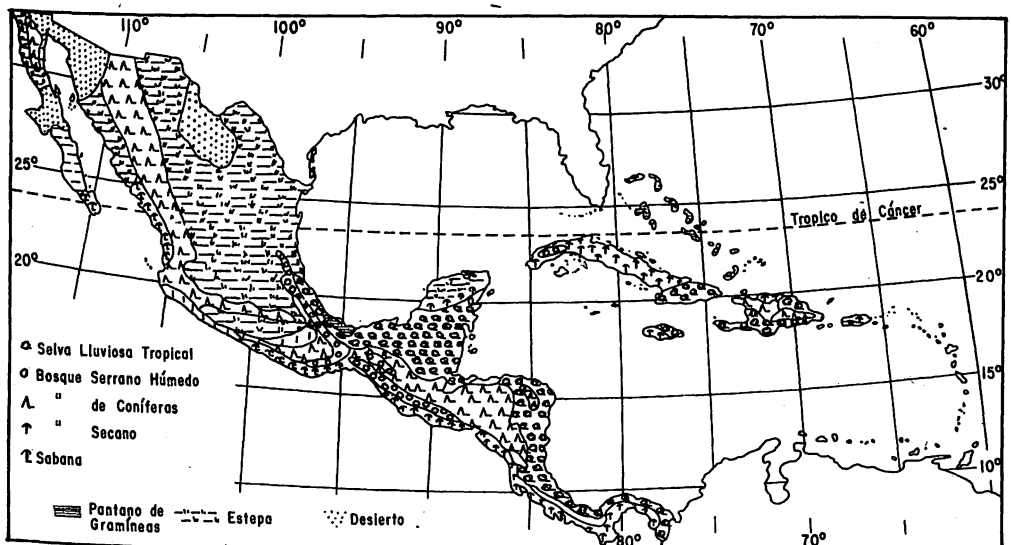 110° 100° 90° 80° 70° 60°
30°
25° 25°
Tropico de Cáncer
20° 20°
Selva Lluviosa Tropical
Bosque Serrano Húmedo
" de Coníferas
15°
" Secano
Sabana
10°
Pantano de
Gramíneas
Estepa
Desierto
80° 70°